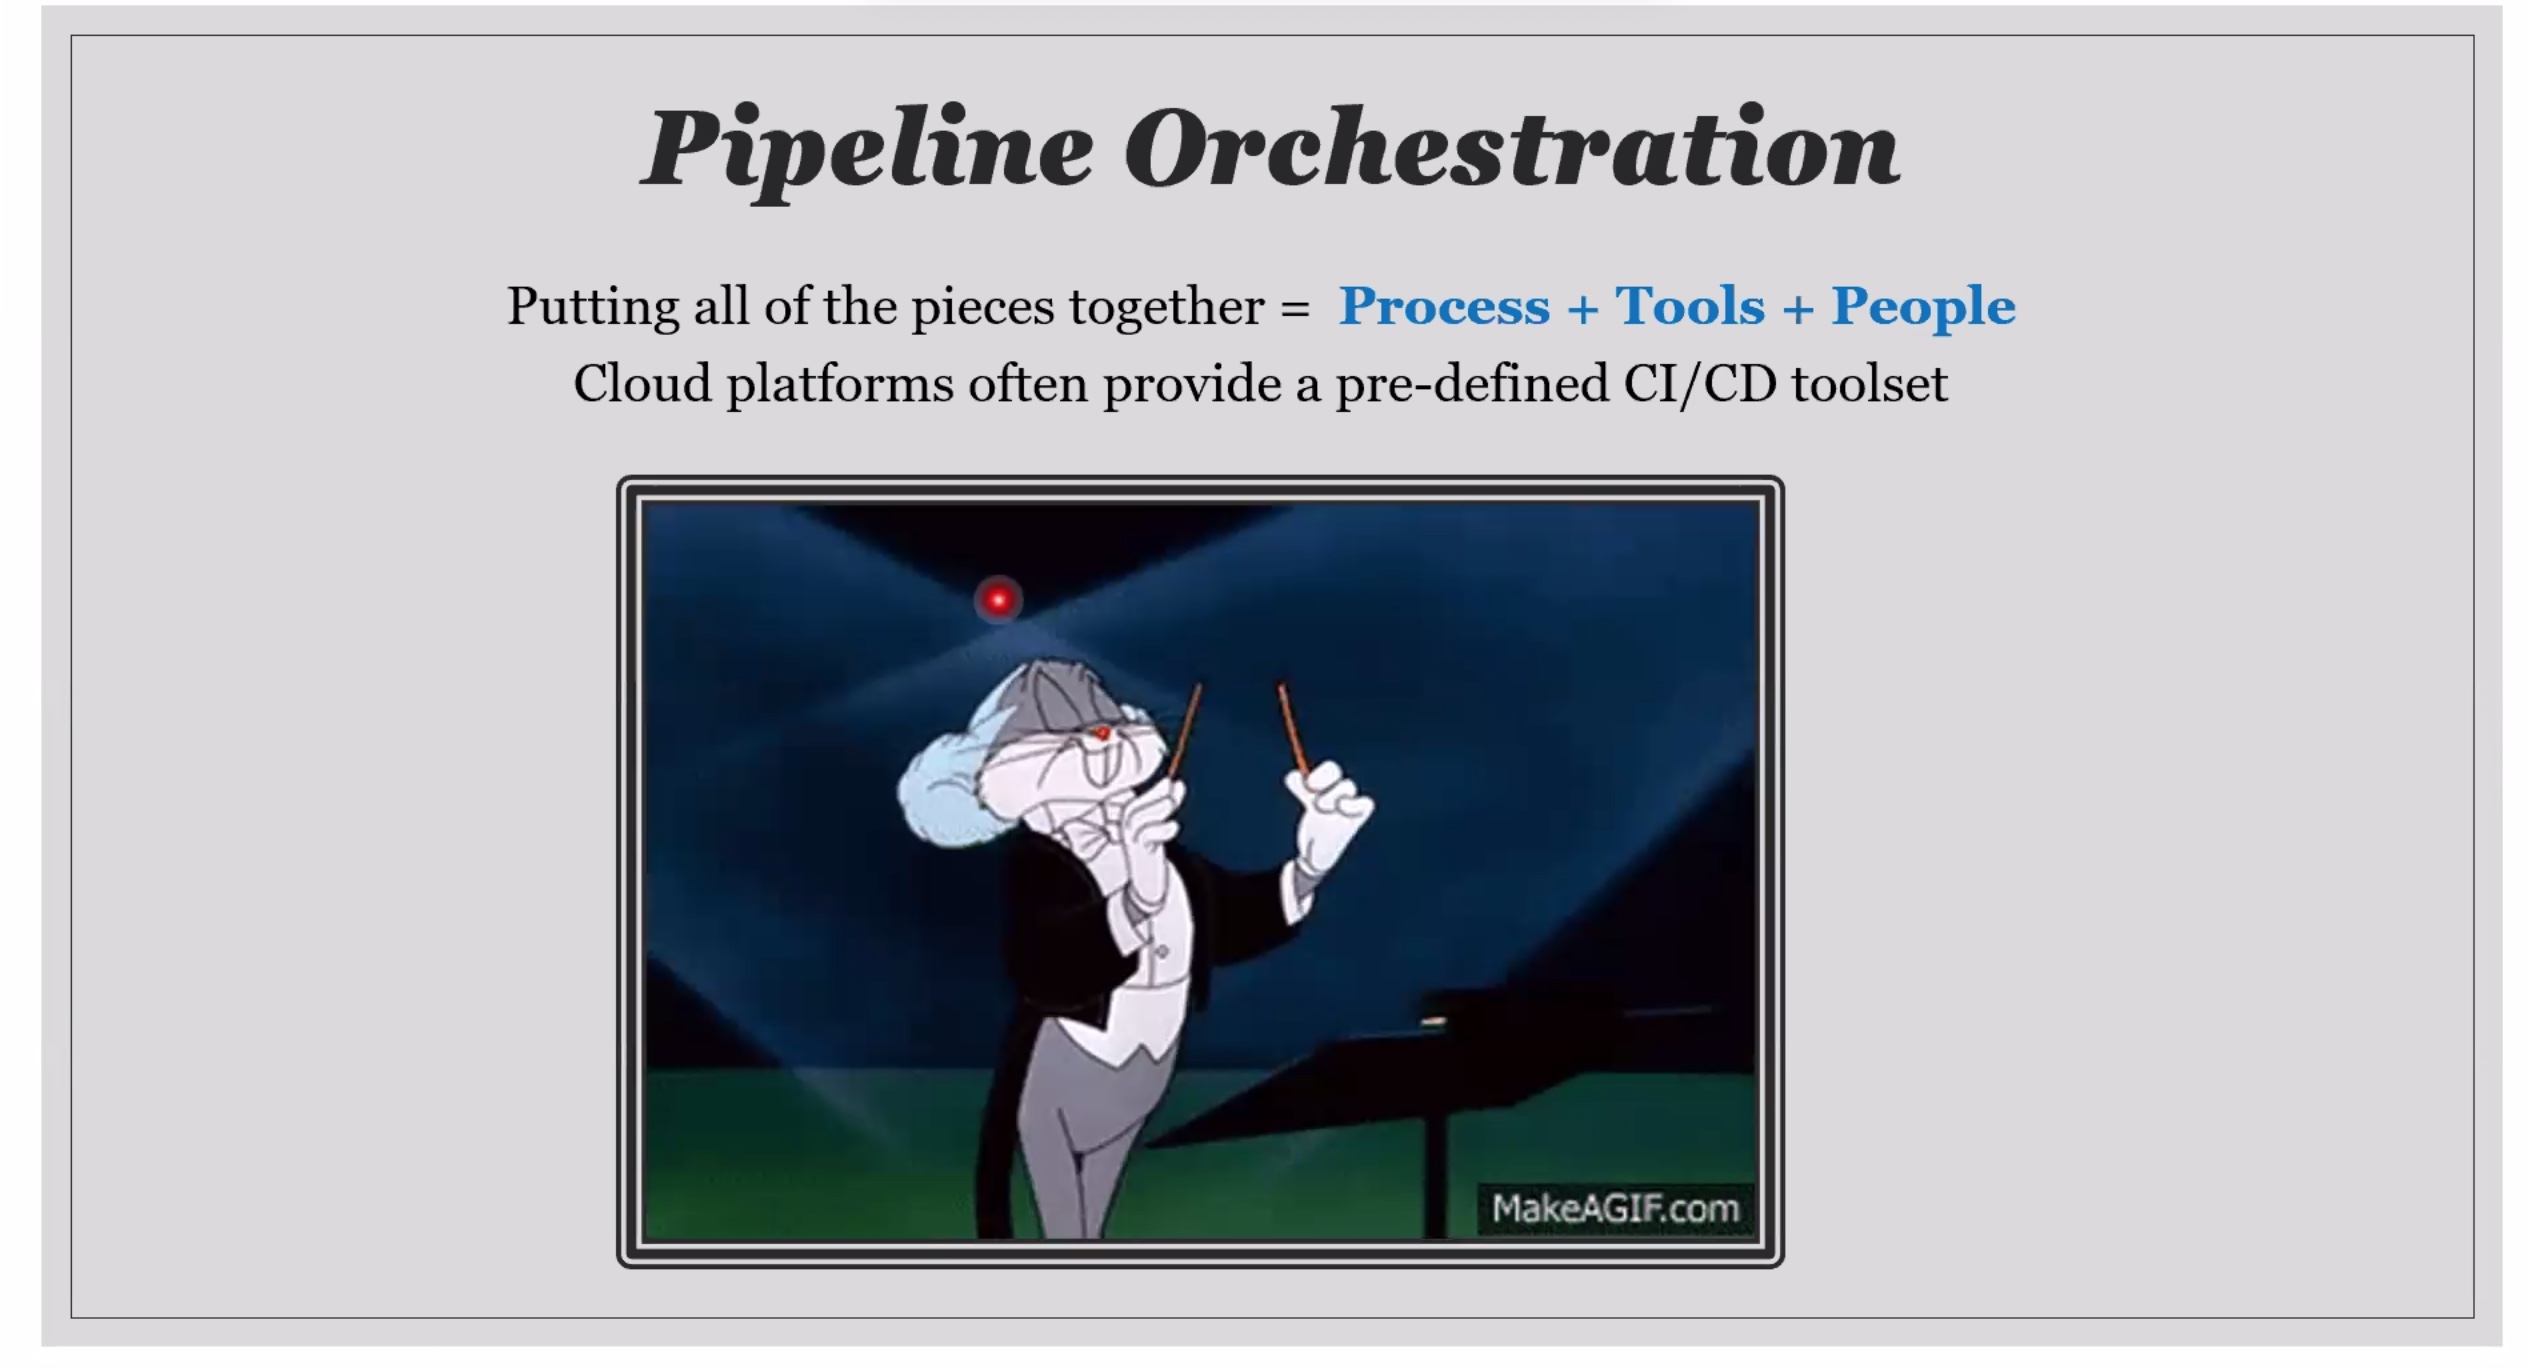 Pipeline Orchestration
Putting all of the pieces together = Process + Tools + People
Cloud platforms often provide a pre-defined CI/CD toolset
MakeAGIF.com